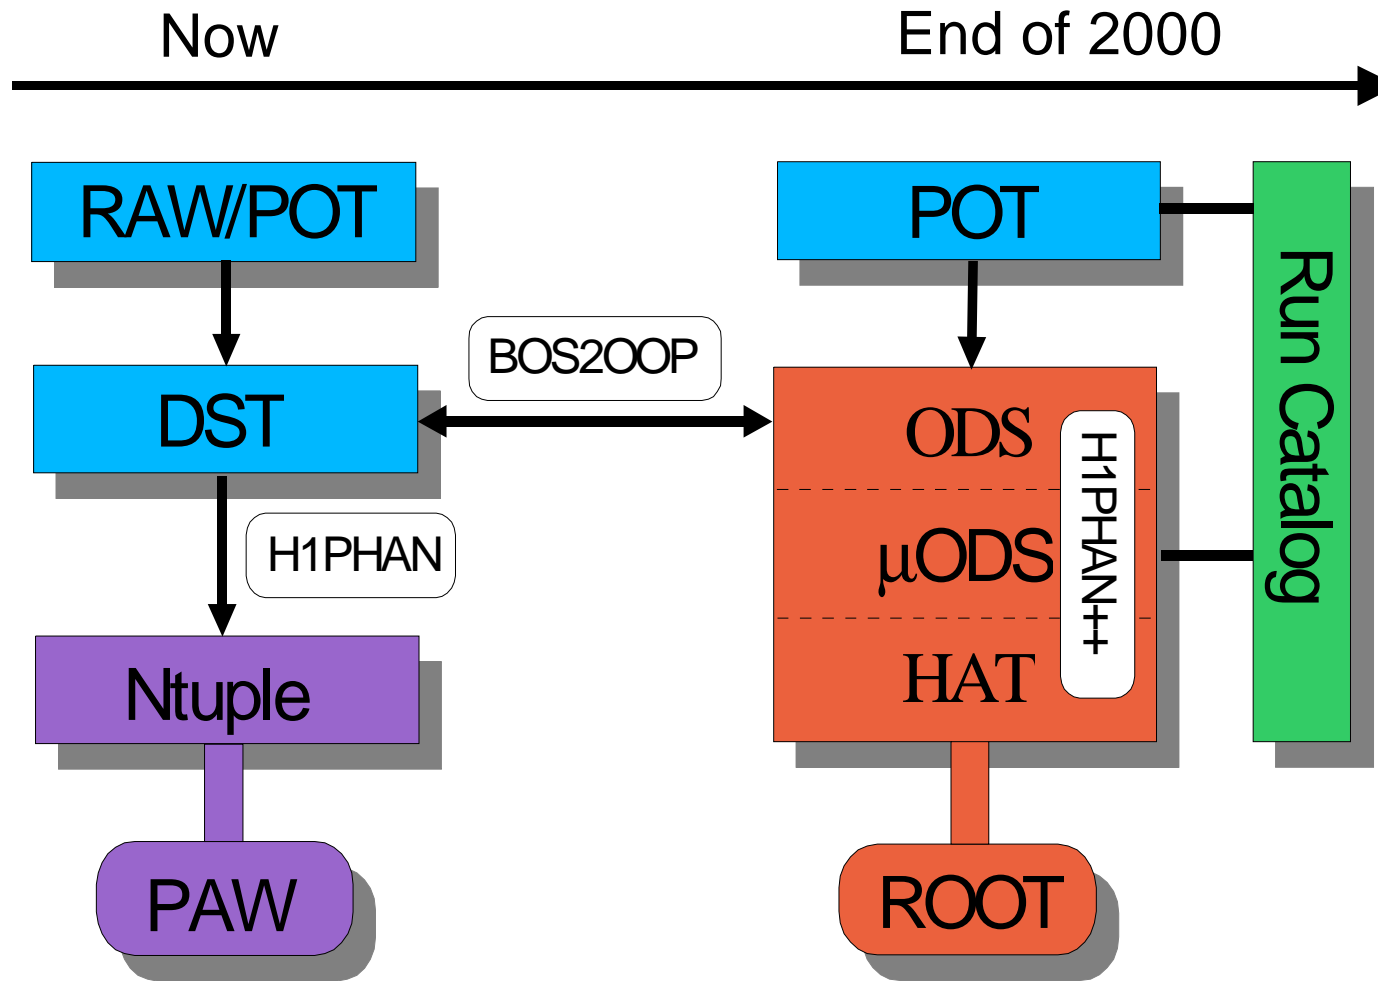 Now
End of 2000
RAW/POT
POT
Run Catalog
BOS2OOP
DST
ODS
H1PHAN++
H1PHAN
µODS
Ntuple
HAT
PAW
ROOT